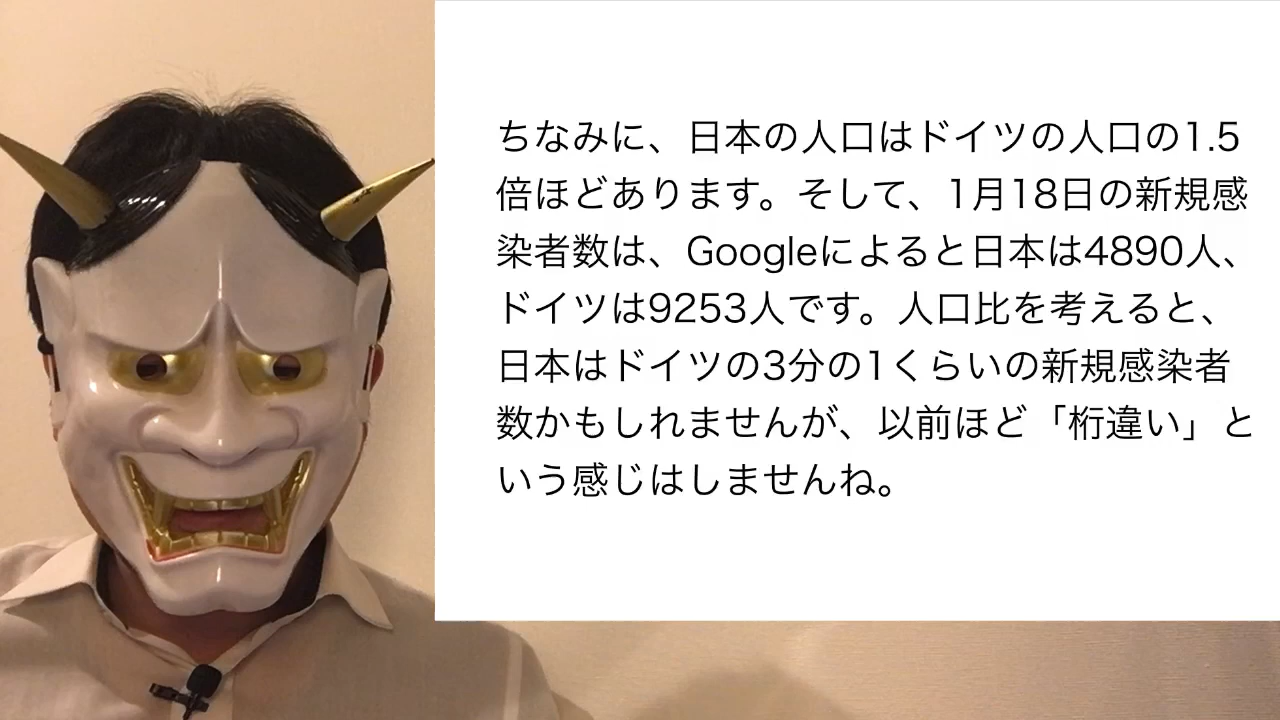 ちなみに、日本の人口はドイツの人口の1.5
倍ほどあります。そして、1月18日の新規感
染者数は、Googleによると日本は4890人、
ドイツは9253人です。人口比を考えると、
日本はドイツの3分の1くらいの新規感染者
数かもしれませんが、以前ほど「桁違い」と
いう感じはしませんね。